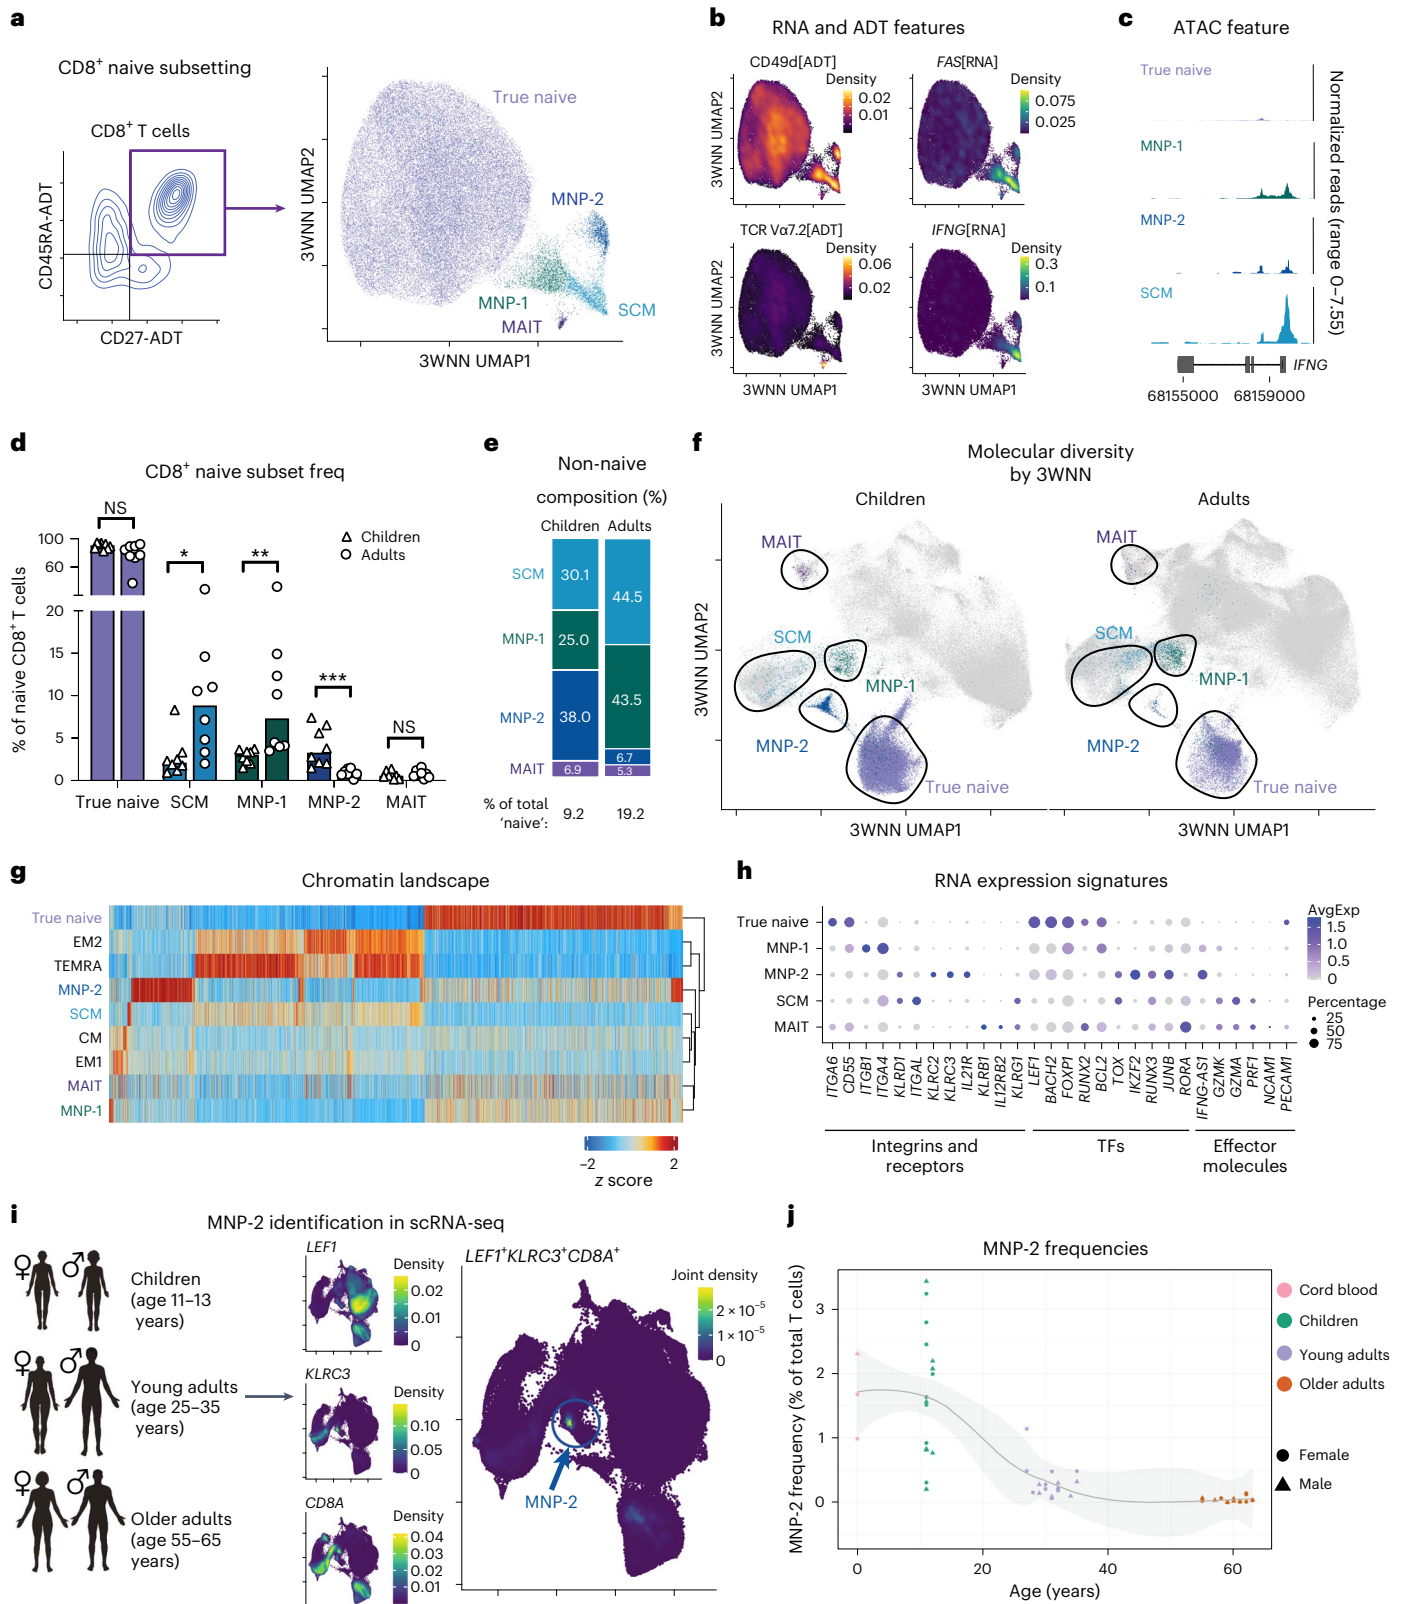 a
CD8+ naive subsetting
CD8+ T cells
CD45RA-ADT
CD27-ADT
3WNN UMAP2
3WNN UMAP1
True naive
MNP-2
MNP-1
SCM
MAIT
b
RNA and ADT features
CD49d[ADT]
Density
0.02
0.01
3WNN UMAP2
FAS[RNA]
Density
0.075
0.025
TCR Vα7.2[ADT]
Density
0.06
0.02
3WNN UMAP2
3WNN UMAP1
IFNG[RNA]
Density
0.3
0.1
3WNN UMAP1
c
ATAC feature
True naive
MNP-1
MNP-2
SCM
Normalized reads (range 0–7.55)
IFNG
68155000 68159000
d
CD8+ naive subset freq
% of naive CD8+ T cells
100
60
20
15
10
5
0
NS
*
**
***
NS
Children
Adults
True naive SCM MNP-1 MNP-2 MAIT
e
Non-naive
composition (%)
Children Adults
SCM
MNP-1
MNP-2
MAIT
30.1
25.0
38.0
6.9
44.5
43.5
6.7
5.3
% of total
'naive':
9.2 19.2
f
Molecular diversity
by 3WNN
Children
Adults
3WNN UMAP2
MAIT
SCM
MNP-1
MNP-2
True naive
3WNN UMAP1
MAIT
SCM
MNP-1
MNP-2
True naive
3WNN UMAP1
g
Chromatin landscape
True naive
EM2
TEMRA
MNP-2
SCM
CM
EM1
MAIT
MNP-1
−2 2
z score
h
RNA expression signatures
True naive
MNP-1
MNP-2
SCM
MAIT
ITGA6
CD55
ITGB1
ITGA4
KLRD1
ITGAL
KLRC2
KLRC3
IL21R
KLRB1
IL12RB2
KLRG1
LEF1
BACH2
FOXP1
RUNX2
BCL2
TOX
IKZF2
RUNX3
JUNB
RORA
IFNG-AS1
GZMK
GZMA
PRF1
NCAM1
PECAM1
Integrins and
receptors
TFs
Effector
molecules
AvgExp
1.5
1.0
0.5
0
Percentage
25
50
75
i
MNP-2 identification in scRNA-seq
♀ ♂
Children
(age 11–13
years)
♀ ♂
Young adults
(age 25–35
years)
♀ ♂
Older adults
(age 55–65
years)
LEF1
Density
0.02
0.01
0
KLRC3
Density
0.10
0.05
0
CD8A
Density
0.04
0.03
0.02
0.01
LEF1+KLRC3+CD8A+
Joint density
2 × 10−5
1 × 10−5
0
MNP-2
j
MNP-2 frequencies
MNP-2 frequency (% of total T cells)
3
2
1
0
0 20 40 60
Age (years)
Cord blood
Children
Young adults
Older adults
Female
Male